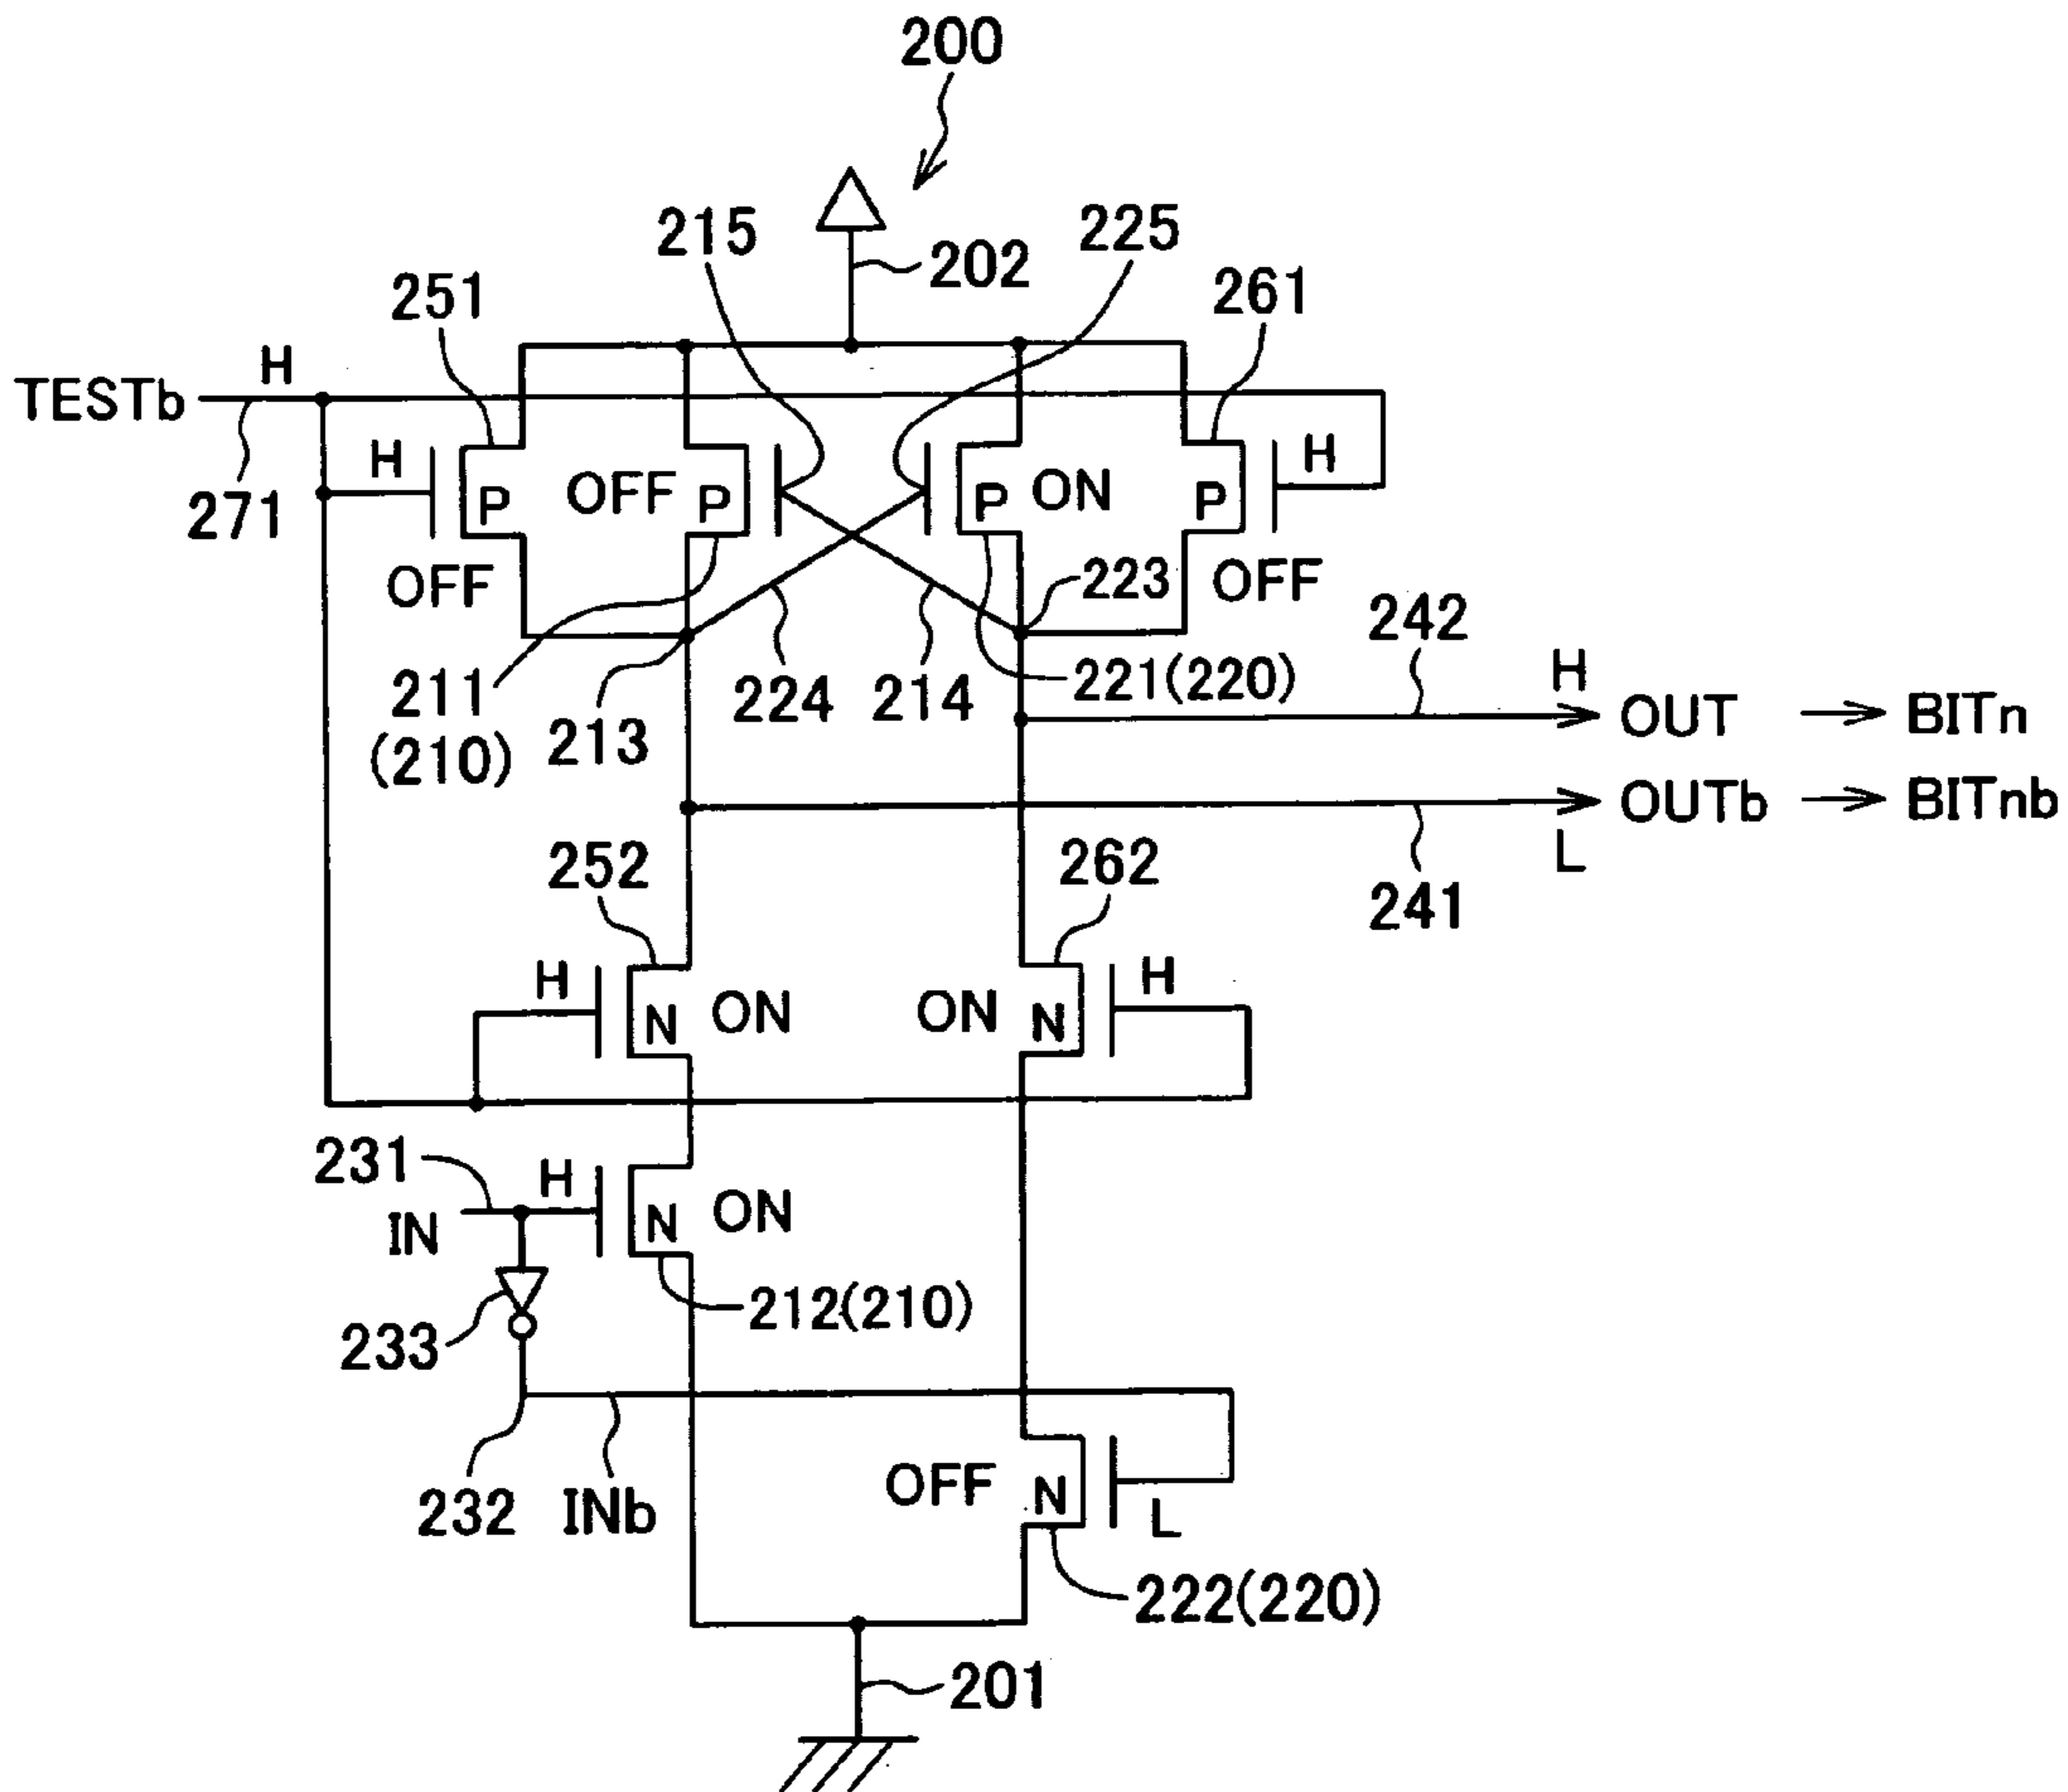 200
215
225
202
251
261
H
TESTb
H
P
OFF
P
P
ON
P
H
271
OFF
223
OFF
242
211
(210)
213
224
214
221(220)
H
OUT
BITn
OUTb
BITnb
252
262
L
241
H
N
ON
ON
N
H
231
H
IN
N
ON
212(210)
233
OFF
N
232
INb
L
222(220)
201